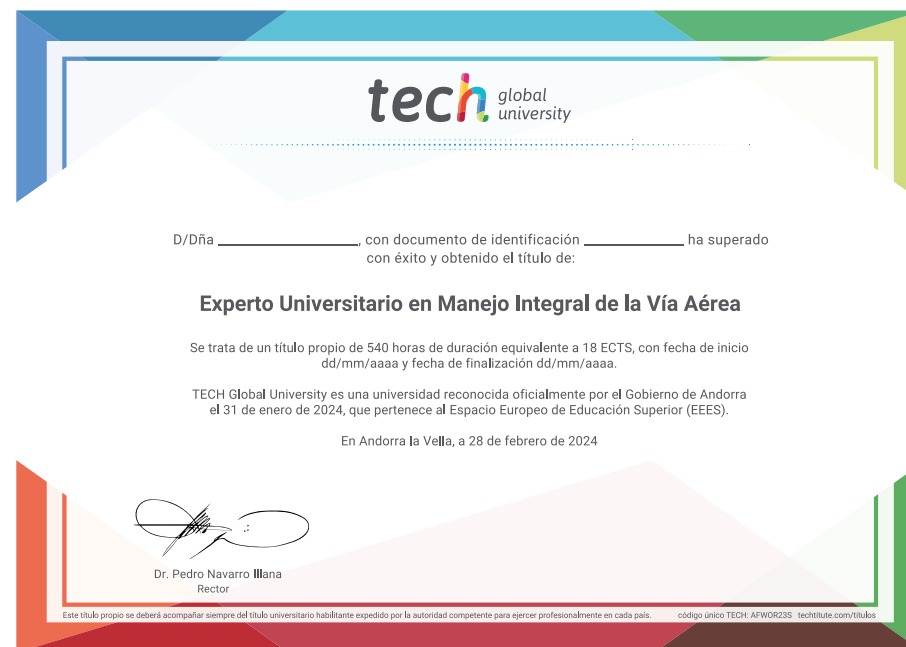 tech global university
D/Dña ____________________, con documento de identificación ______________ ha superado
con éxito y obtenido el título de:
Experto Universitario en Manejo Integral de la Vía Aérea
Se trata de un título propio de 540 horas de duración equivalente a 18 ECTS, con fecha de inicio
dd/mm/aaaa y fecha de finalización dd/mm/aaaa.
TECH Global University es una universidad reconocida oficialmente por el Gobierno de Andorra
el 31 de enero de 2024, que pertenece al Espacio Europeo de Educación Superior (EEES).
En Andorra la Vella, a 28 de febrero de 2024
Dr. Pedro Navarro Illana
Rector
Este título propio se deberá acompañar siempre del título universitario habilitante expedido por la autoridad competente para ejercer profesionalmente en cada país. código único TECH: AFWOR23S techtitute.com/titulos